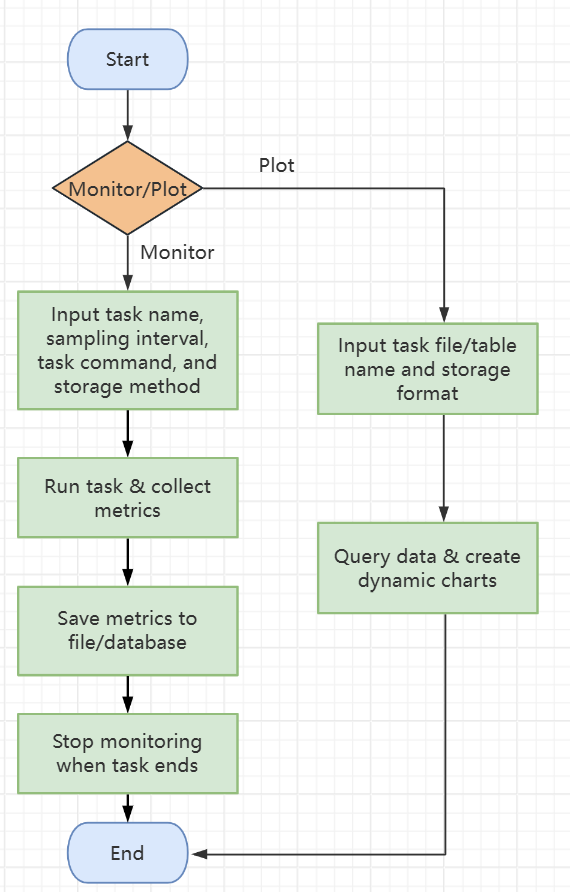 Start
Monitor/Plot
Plot
Monitor
Input task name,
sampling interval,
task command, and
storage method
Input task file/table
name and storage
format
Run task & collect
metrics
Query data & create
dynamic charts
Save metrics to
file/database
Stop monitoring
when task ends
End